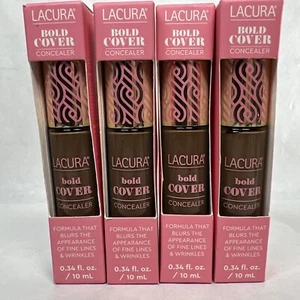 LACURA®
BOLD
COVER
CONCEALER
LACURA®
bold
COVER
CONCEALER
FORMULA THAT
BLURS THE
APPEARANCE
OF FINE LINES
& WRINKLES
0.34 fl. oz.
/ 10 mL
LACURA®
BOLD
COVER
CONCEALER
LACURA®
bold
COVER
CONCEALER
FORMULA THAT
BLURS THE
APPEARANCE
OF FINE LINES
& WRINKLES
0.34 fl. oz.
/ 10 mL
LACURA®
BOLD
COVER
CONCEALER
LACURA®
bold
COVER
CONCEALER
FORMULA THAT
BLURS THE
APPEARANCE
OF FINE LINES
& WRINKLES
0.34 fl. oz.
/ 10 mL
LACURA®
BOLD
COVER
CONCEALER
LACURA®
bold
COVER
CONCEALER
FORMULA THAT
BLURS THE
APPEARANCE
OF FINE LINES
& WRINKLES
0.34 fl. oz.
/ 10 mL